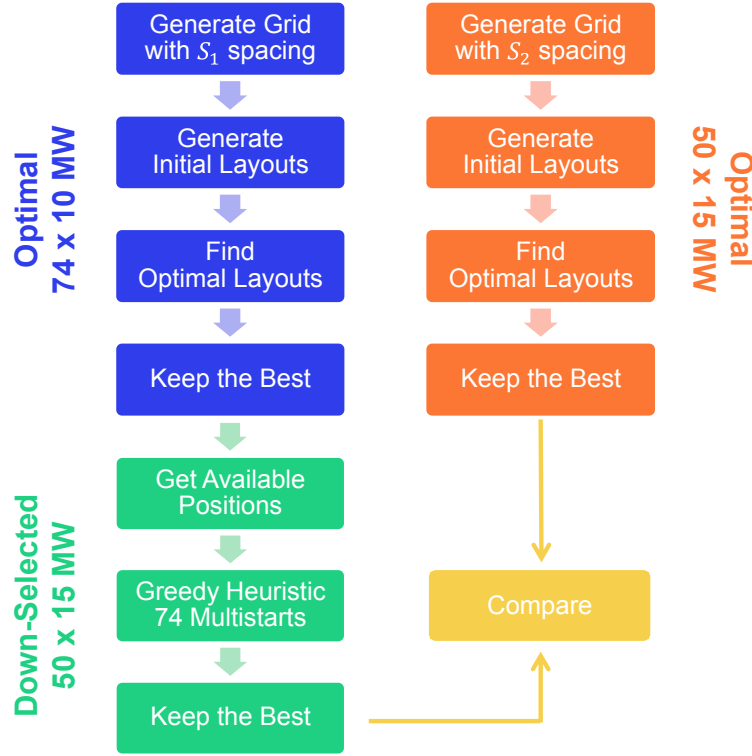 Generate Grid
with S₁ spacing
Generate
Initial Layouts
Find
Optimal Layouts
Keep the Best
Optimal
74 x 10 MW
Generate Grid
with S₂ spacing
Generate
Initial Layouts
Find
Optimal Layouts
Keep the Best
Optimal
50 x 15 MW
Get Available
Positions
Greedy Heuristic
74 Multistarts
Keep the Best
Down-Selected
50 x 15 MW
Compare